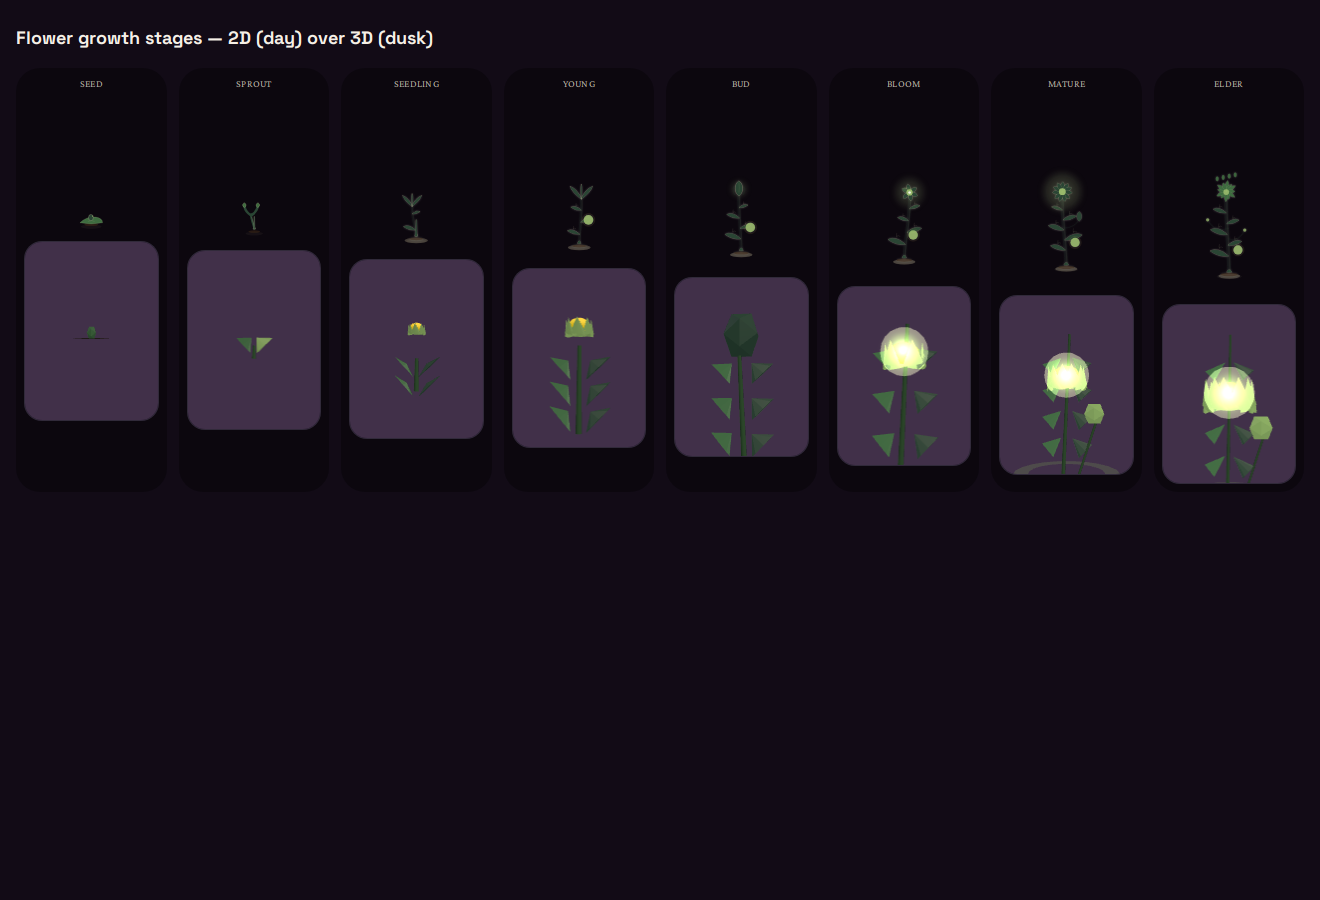 Flower growth stages — 2D (day) over 3D (dusk)
SEED
SPROUT
SEEDLING
YOUNG
BUD
BLOOM
MATURE
ELDER